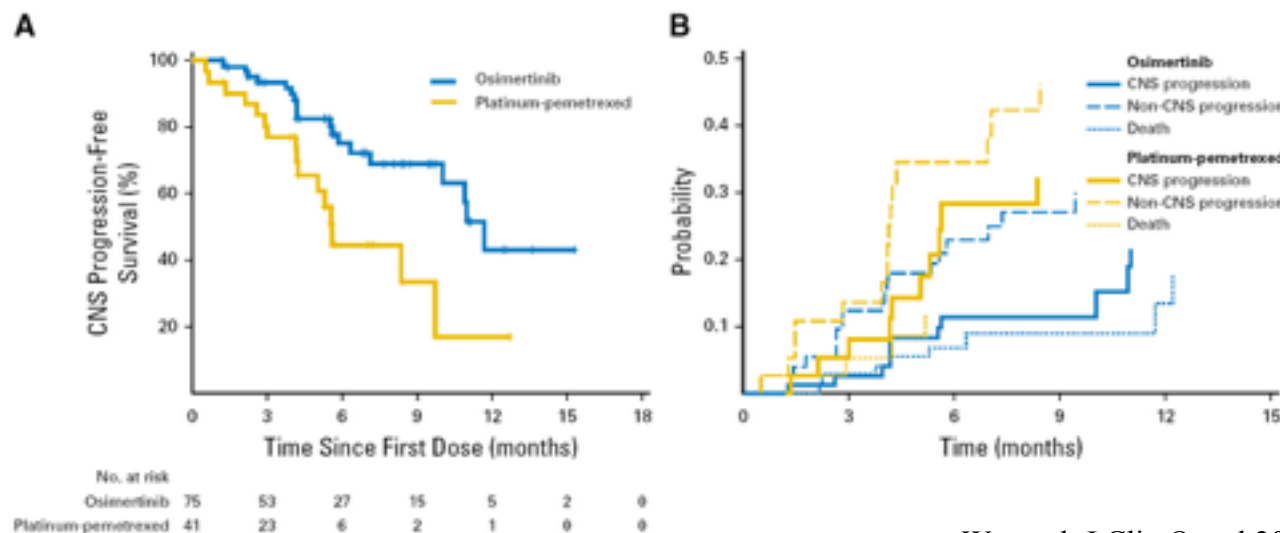 A
CNS Progression-Free
Survival (%)
100
80
60
40
20
Osimertinib
Platinum-pemetrexed
0 3 6 9 12 15 18
Time Since First Dose (months)
No. at risk
Osimertinib 75 53 27 15 5 2 0
Platinum-pemetrexed 41 23 6 2 1 0 0
B
Probability
0.5
0.4
0.3
0.2
0.1
Osimertinib
CNS progression
Non-CNS progression
Death
Platinum-pemetrexed
CNS progression
Non-CNS progression
Death
0 3 6 9 12 15
Time (months)